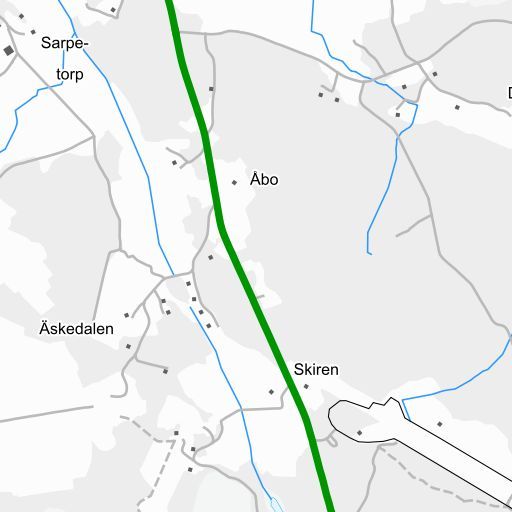 Sarpe-
torp
D
Åbo
Äskedalen
Skiren